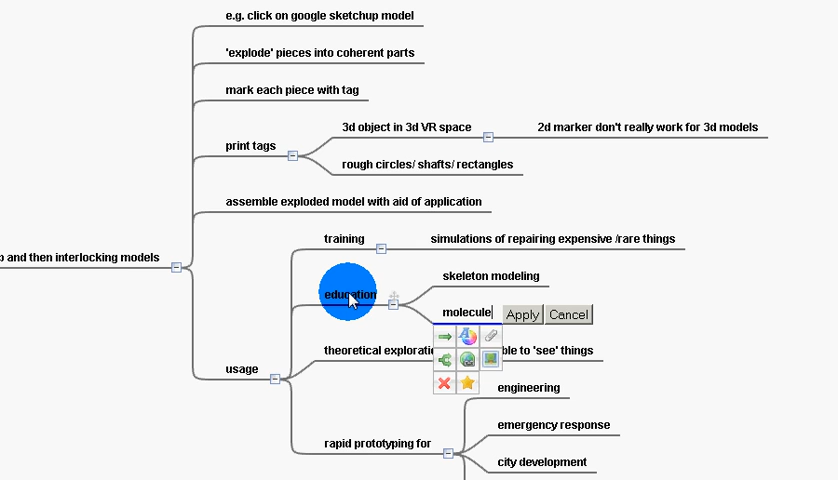 e.g. click on google sketchup model
'explode' pieces into coherent parts
mark each piece with tag
print tags
3d object in 3d VR space
2d marker don't really work for 3d models
rough circles/ shafts/ rectangles
assemble exploded model with aid of application
and then interlocking models
usage
training
simulations of repairing expensive /rare things
education
skeleton modeling
molecule
Apply
Cancel
theoretical
to 'see' things
rapid prototyping for
engineering
emergency response
city development